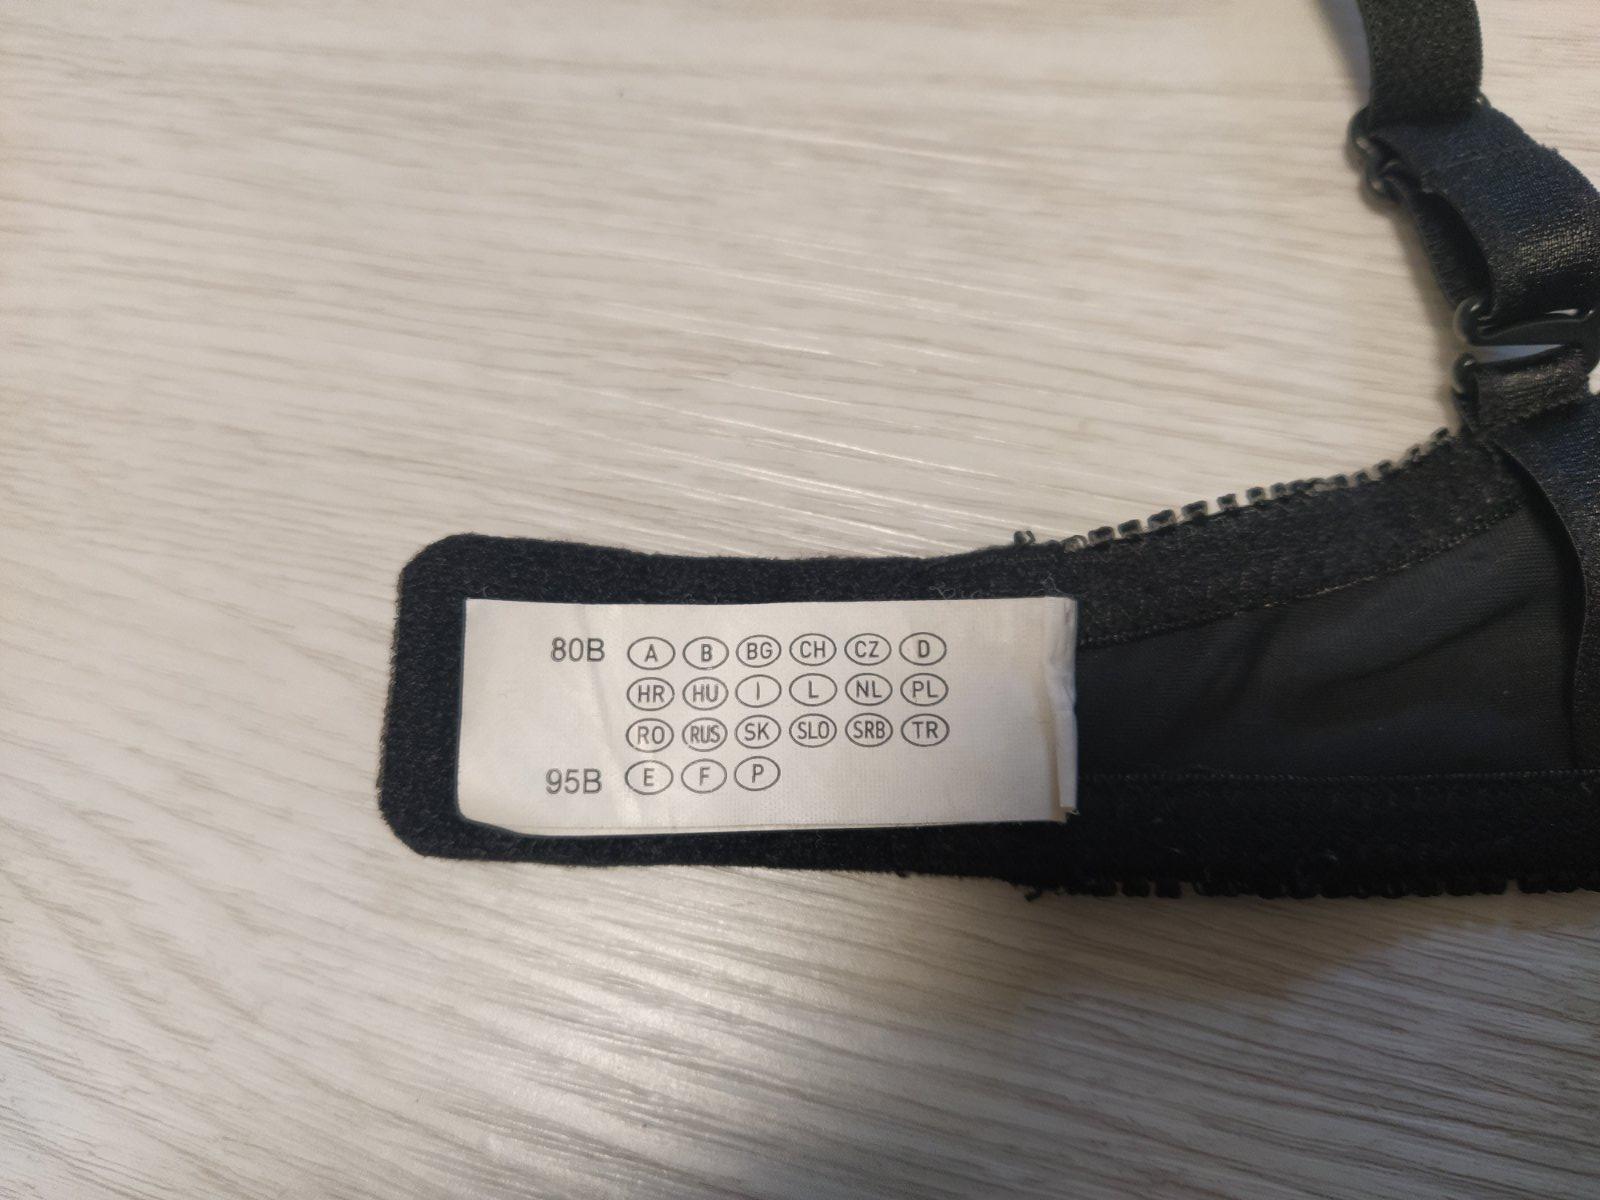 80B A B BG CH CZ D
HR HU I L NL PL
RO RUS SK SLO SRB TR
95B E F P